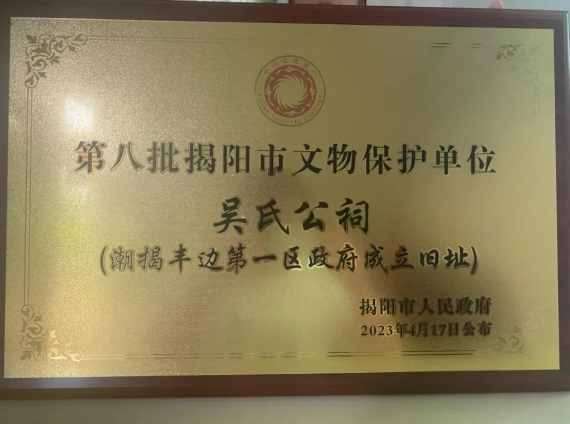 第八批揭阳市文物保护单位
吴氏公祠
(潮揭丰边第一区政府成立旧址)
揭阳市人民政府
2023年4月17日公布